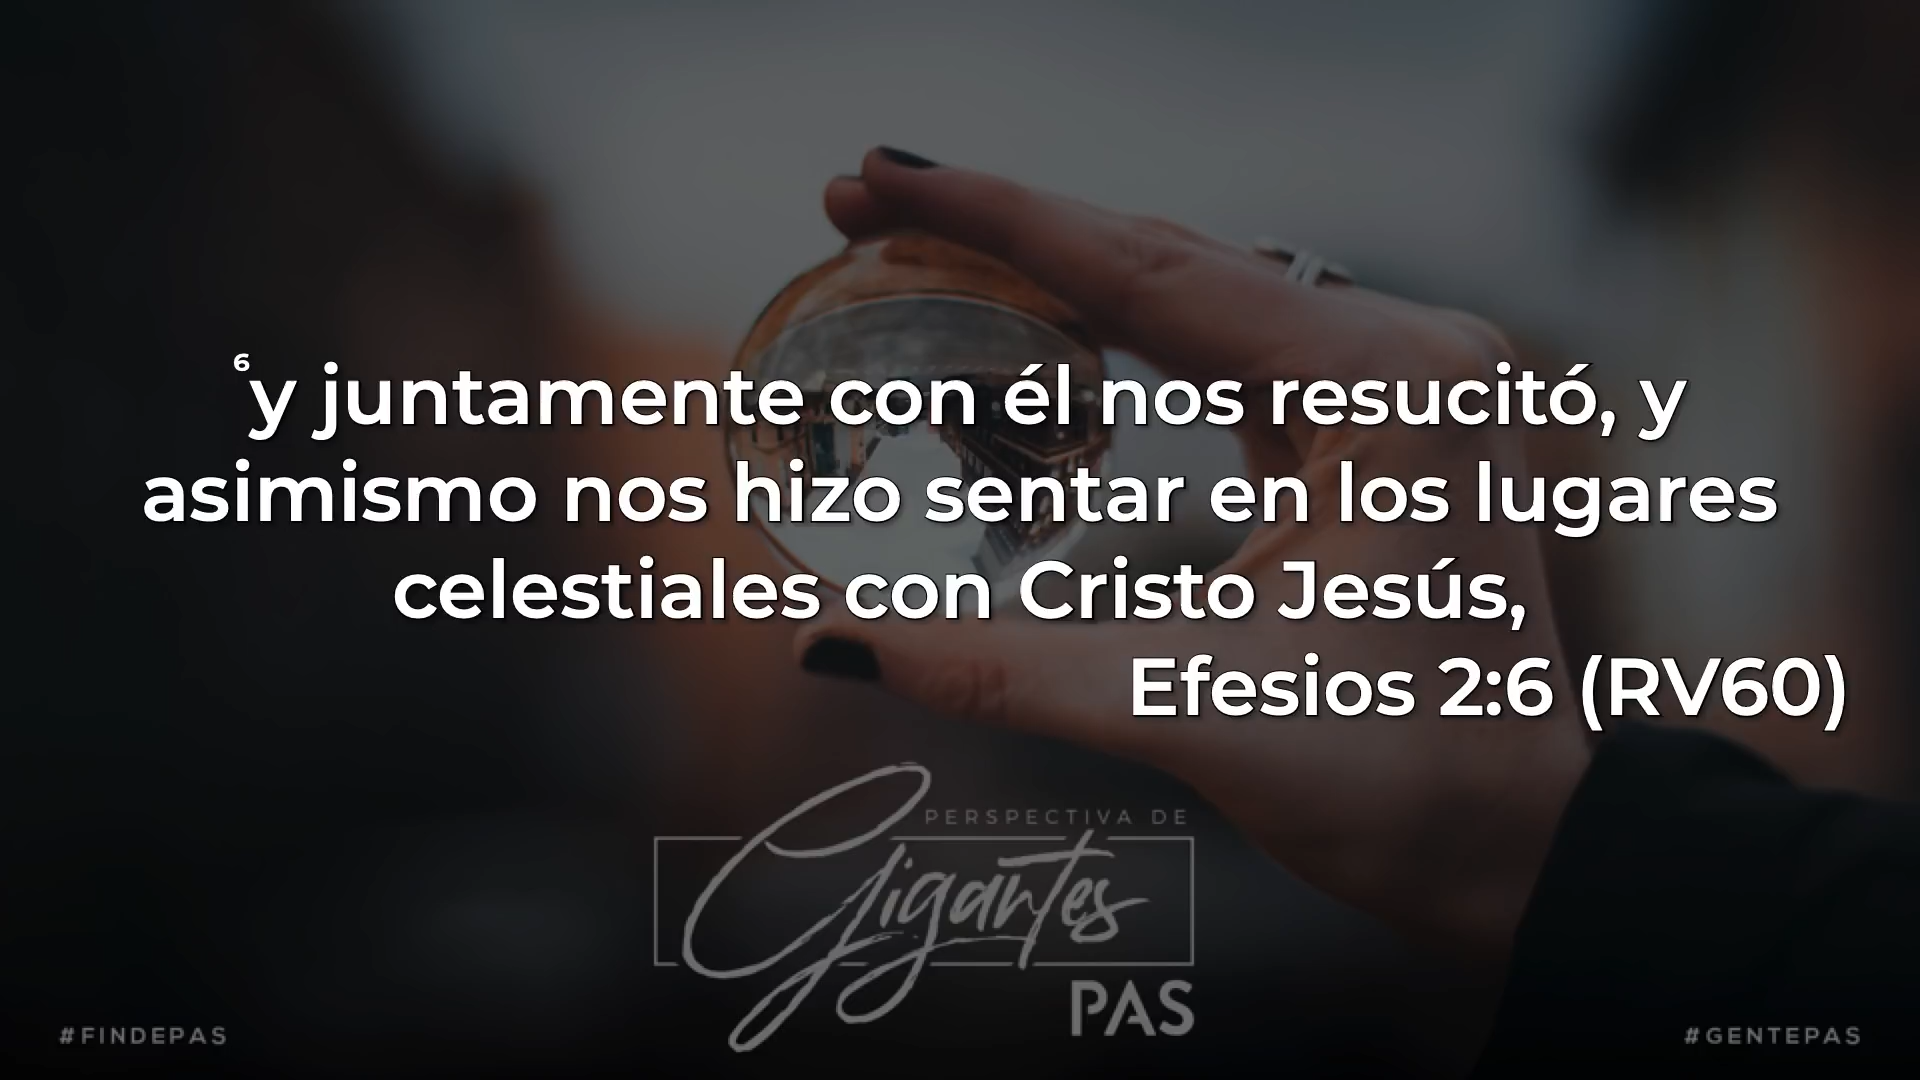 ⁶y juntamente con él nos resucitó, y
asimismo nos hizo sentar en los lugares
celestiales con Cristo Jesús,
Efesios 2:6 (RV60)
PERSPECTIVA DE
Gigantes
PAS
#FINDEPAS
#GENTEPAS